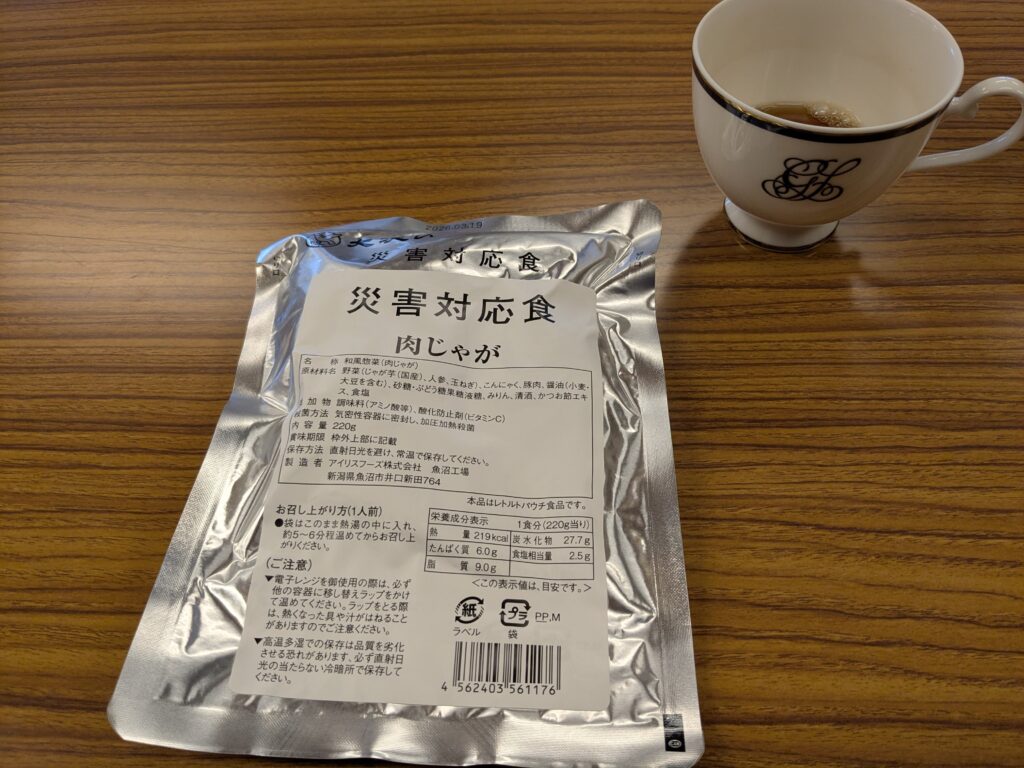 2026.03.19
災害対応食
災害対応食
肉じゃが
名　称　和風惣菜(肉じゃが)
原材料名　野菜(じゃが芋(国産)、人参、玉ねぎ)、こんにゃく、豚肉、醤油(小麦・
大豆を含む)、砂糖・ぶどう糖果糖液糖、みりん、清酒、かつお節エキ
ス、食塩
加物　調味料(アミノ酸等)、酸化防止剤(ビタミンC)
殺菌方法　気密性容器に密封し、加圧加熱殺菌
内容量　220g
賞味期限　枠外上部に記載
保存方法　直射日光を避け、常温で保存してください。
製造者　アイリスフーズ株式会社　魚沼工場
新潟県魚沼市井口新田764
本品はレトルトパウチ食品です。
お召し上がり方(1人前)
●袋はこのまま熱湯の中に入れ、
約5〜6分程温めてからお召し上
がりください。
(ご注意)
▼電子レンジを御使用の際は、必ず
他の容器に移し替えラップをかけ
て温めてください。ラップをとる際
は、熱くなった具や汁がはねること
がありますのでご注意ください。
▼高温多湿での保存は品質を劣化
させる恐れがあります、必ず直射日
光の当たらない冷暗所で保存して
ください。
栄養成分表示　1食分(220g当り)
熱　量　219kcal　炭水化物　27.7g
たんぱく質　6.0g　食塩相当量　2.5g
脂　質　9.0g
<この表示値は、目安です。>
紙　プラ　PP,M
ラベル　袋
4 562403 561176